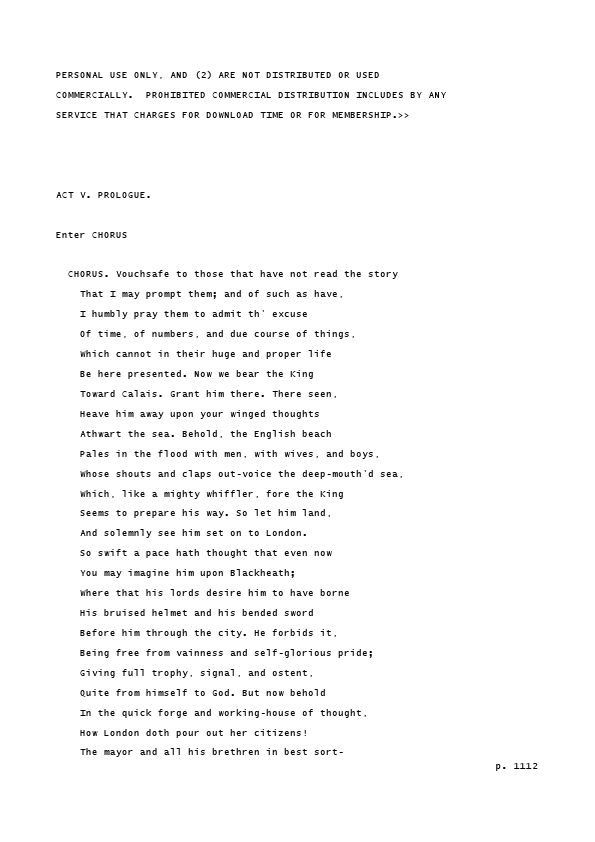 PERSONAL USE ONLY, AND (2) ARE NOT DISTRIBUTED OR USED
COMMERCIALLY.  PROHIBITED COMMERCIAL DISTRIBUTION INCLUDES BY ANY
SERVICE THAT CHARGES FOR DOWNLOAD TIME OR FOR MEMBERSHIP.>>
ACT V. PROLOGUE.
Enter CHORUS
CHORUS. Vouchsafe to those that have not read the story
That I may prompt them; and of such as have,
I humbly pray them to admit th' excuse
Of time, of numbers, and due course of things,
Which cannot in their huge and proper life
Be here presented. Now we bear the King
Toward Calais. Grant him there. There seen,
Heave him away upon your winged thoughts
Athwart the sea. Behold, the English beach
Pales in the flood with men, with wives, and boys,
Whose shouts and claps out-voice the deep-mouth'd sea,
Which, like a mighty whiffler, fore the King
Seems to prepare his way. So let him land,
And solemnly see him set on to London.
So swift a pace hath thought that even now
You may imagine him upon Blackheath;
Where that his lords desire him to have borne
His bruised helmet and his bended sword
Before him through the city. He forbids it,
Being free from vainness and self-glorious pride;
Giving full trophy, signal, and ostent,
Quite from himself to God. But now behold
In the quick forge and working-house of thought,
How London doth pour out her citizens!
The mayor and all his brethren in best sort-
p. 1112